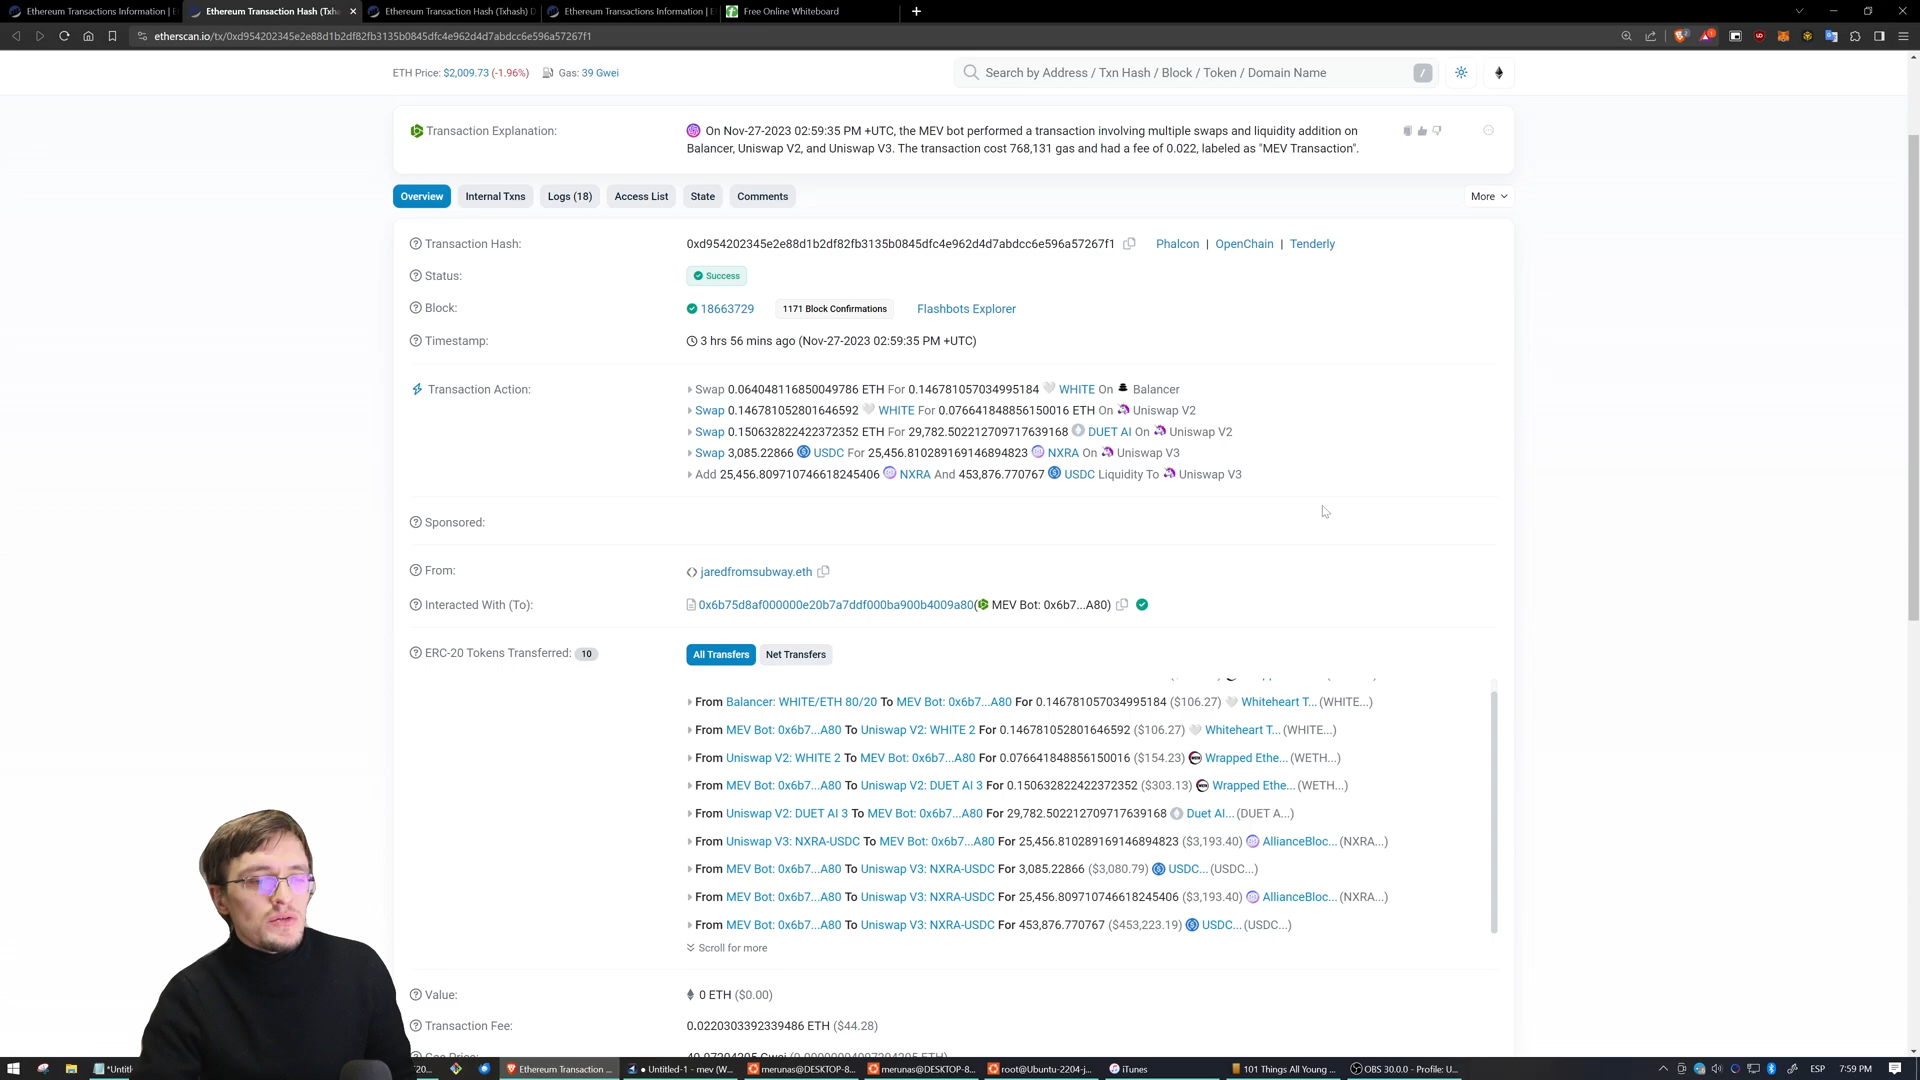 Ethereum Transactions Information | E
Ethereum Transaction Hash (Txha
Ethereum Transaction Hash (Txhash) D
Ethereum Transactions Information | E
Free Online Whiteboard
etherscan.io/tx/0xd954202345e2e88d1b2df82fb3135b0845dfc4e962d4d7abdcc6e596a57267f1
ETH Price: $2,009.73 (-1.96%) Gas: 39 Gwei
Search by Address / Txn Hash / Block / Token / Domain Name /
Transaction Explanation: On Nov-27-2023 02:59:35 PM +UTC, the MEV bot performed a transaction involving multiple swaps and liquidity addition on
Balancer, Uniswap V2, and Uniswap V3. The transaction cost 768,131 gas and had a fee of 0.022, labeled as "MEV Transaction".
Overview Internal Txns Logs (18) Access List State Comments More
Transaction Hash: 0xd954202345e2e88d1b2df82fb3135b0845dfc4e962d4d7abdcc6e596a57267f1 Phalcon | OpenChain | Tenderly
Status: Success
Block: 18663729 1171 Block Confirmations Flashbots Explorer
Timestamp: 3 hrs 56 mins ago (Nov-27-2023 02:59:35 PM +UTC)
Transaction Action: Swap 0.064048116850049786 ETH For 0.146781057034995184 WHITE On Balancer
Swap 0.146781052801646592 WHITE For 0.076641848856150016 ETH On Uniswap V2
Swap 0.150632822422372352 ETH For 29,782.502212709717639168 DUET AI On Uniswap V2
Swap 3,085.22866 USDC For 25,456.810289169146894823 NXRA On Uniswap V3
Add 25,456.809710746618245406 NXRA And 453,876.770767 USDC Liquidity To Uniswap V3
Sponsored:
From: jaredfromsubway.eth
Interacted With (To): 0x6b75d8af000000e20b7a7ddf000ba900b4009a80 (MEV Bot: 0x6b7...A80)
ERC-20 Tokens Transferred: 10 All Transfers Net Transfers
From Balancer: WHITE/ETH 80/20 To MEV Bot: 0x6b7...A80 For 0.146781057034995184 ($106.27) Whiteheart T... (WHITE...)
From MEV Bot: 0x6b7...A80 To Uniswap V2: WHITE 2 For 0.146781052801646592 ($106.27) Whiteheart T... (WHITE...)
From Uniswap V2: WHITE 2 To MEV Bot: 0x6b7...A80 For 0.076641848856150016 ($154.23) Wrapped Ethe... (WETH...)
From MEV Bot: 0x6b7...A80 To Uniswap V2: DUET AI 3 For 0.150632822422372352 ($303.13) Wrapped Ethe... (WETH...)
From Uniswap V2: DUET AI 3 To MEV Bot: 0x6b7...A80 For 29,782.502212709717639168 Duet AI... (DUET A...)
From Uniswap V3: NXRA-USDC To MEV Bot: 0x6b7...A80 For 25,456.810289169146894823 ($3,193.40) AllianceBloc... (NXRA...)
From MEV Bot: 0x6b7...A80 To Uniswap V3: NXRA-USDC For 3,085.22866 ($3,080.79) USDC... (USDC...)
From MEV Bot: 0x6b7...A80 To Uniswap V3: NXRA-USDC For 25,456.809710746618245406 ($3,193.40) AllianceBloc... (NXRA...)
From MEV Bot: 0x6b7...A80 To Uniswap V3: NXRA-USDC For 453,876.770767 ($453,223.19) USDC... (USDC...)
Scroll for more
Value: 0 ETH ($0.00)
Transaction Fee: 0.0220303392339486 ETH ($44.28)
*Untitl
Ethereum Transaction ...
Untitled-1 - mev (W...
merunas@DESKTOP-8...
merunas@DESKTOP-8...
root@Ubuntu-2204-j...
iTunes
101 Things All Young ...
OBS 30.0.0 - Profile: U...
ESP 7:59 PM